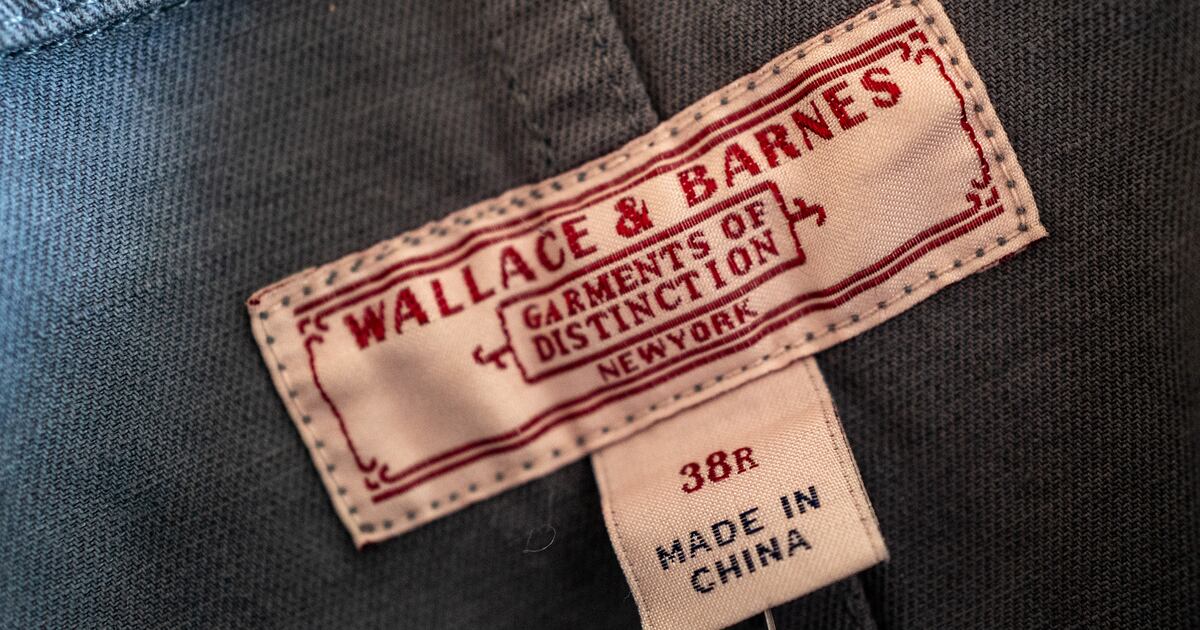 WALLACE & BARNES
GARMENTS OF
DISTINCTION
NEW YORK
38R
MADE IN
CHINA